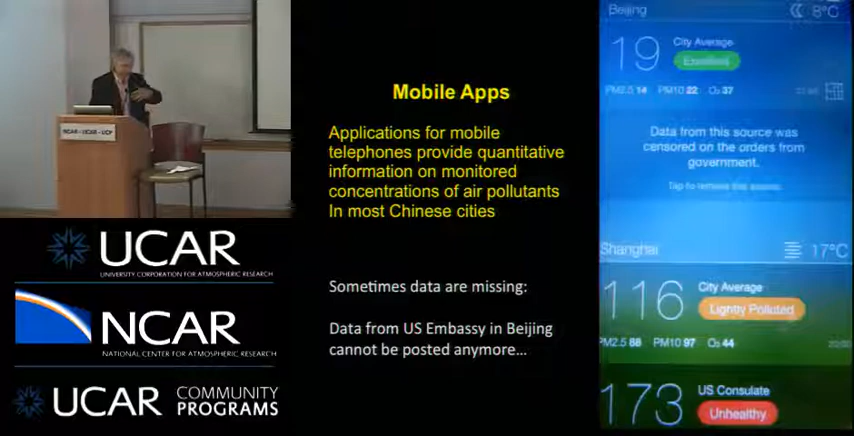 NCAR - UCAR - UCP
UCAR
UNIVERSITY CORPORATION FOR ATMOSPHERIC RESEARCH
NCAR
NATIONAL CENTER FOR ATMOSPHERIC RESEARCH
UCAR COMMUNITY
PROGRAMS
Mobile Apps
Applications for mobile
telephones provide quantitative
information on monitored
concentrations of air pollutants
In most Chinese cities
Sometimes data are missing:
Data from US Embassy in Beijing
cannot be posted anymore...
Beijing
8°C
19
City Average
Excellent
PM2.5 14 PM10 22 O₃ 37
Data from this source was
censored on the orders from
government.
Tap to remove this source
Shanghai
17°C
116
City Average
Lightly Polluted
PM2.5 88 PM10 97 O₃ 44
173
US Consulate
Unhealthy